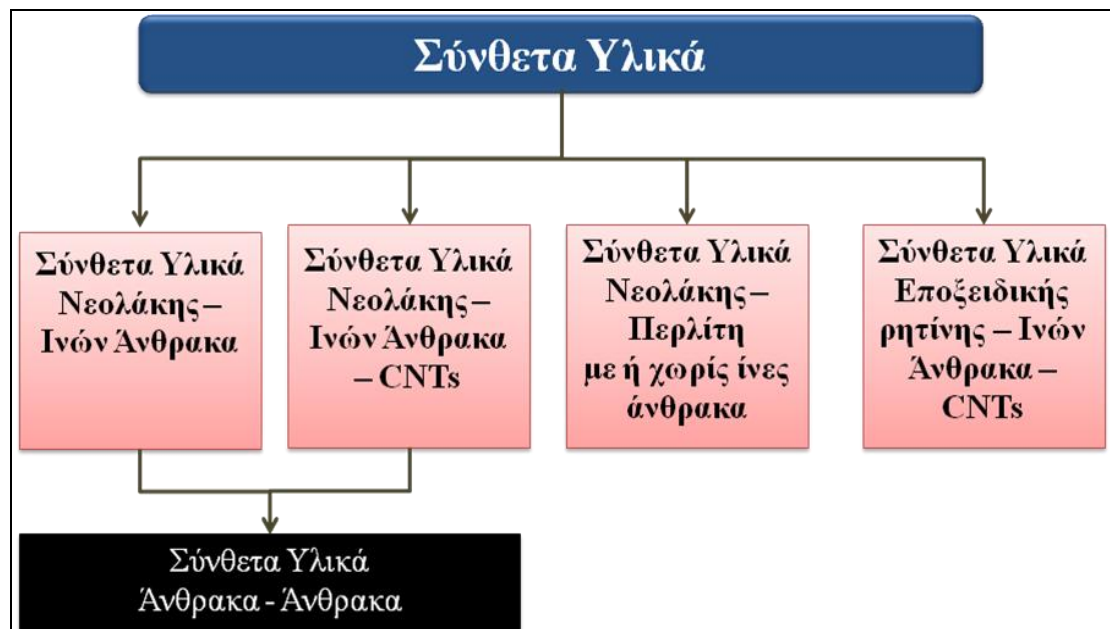 Σύνθετα Υλικά
Σύνθετα Υλικά
Νεολάκης –
Ινών Άνθρακα
Σύνθετα Υλικά
Νεολάκης –
Ινών Άνθρακα
– CNTs
Σύνθετα Υλικά
Νεολάκης –
Περλίτη
με ή χωρίς ίνες
άνθρακα
Σύνθετα Υλικά
Εποξειδικής
ρητίνης – Ινών
Άνθρακα –
CNTs
Σύνθετα Υλικά
Άνθρακα - Άνθρακα